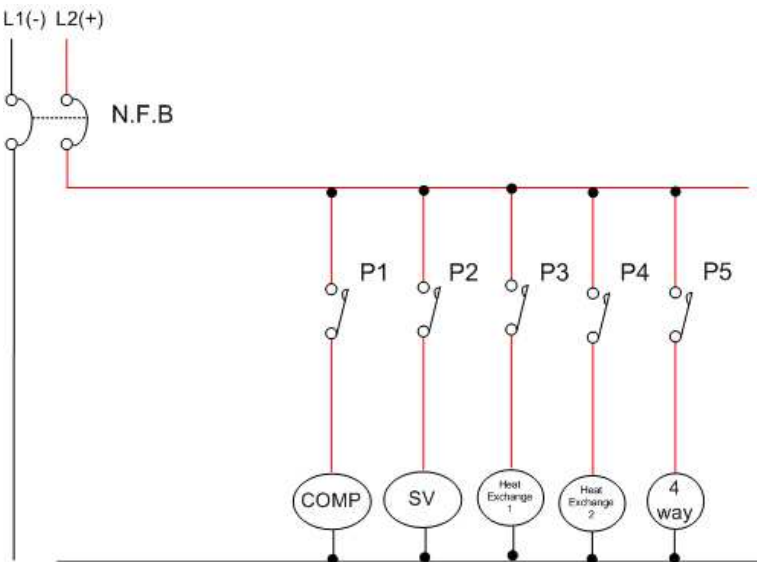 L1(-) L2(+)
N.F.B
P1 P2 P3 P4 P5
COMP
SV
Heat
Exchange
1
Heat
Exchange
2
4
way